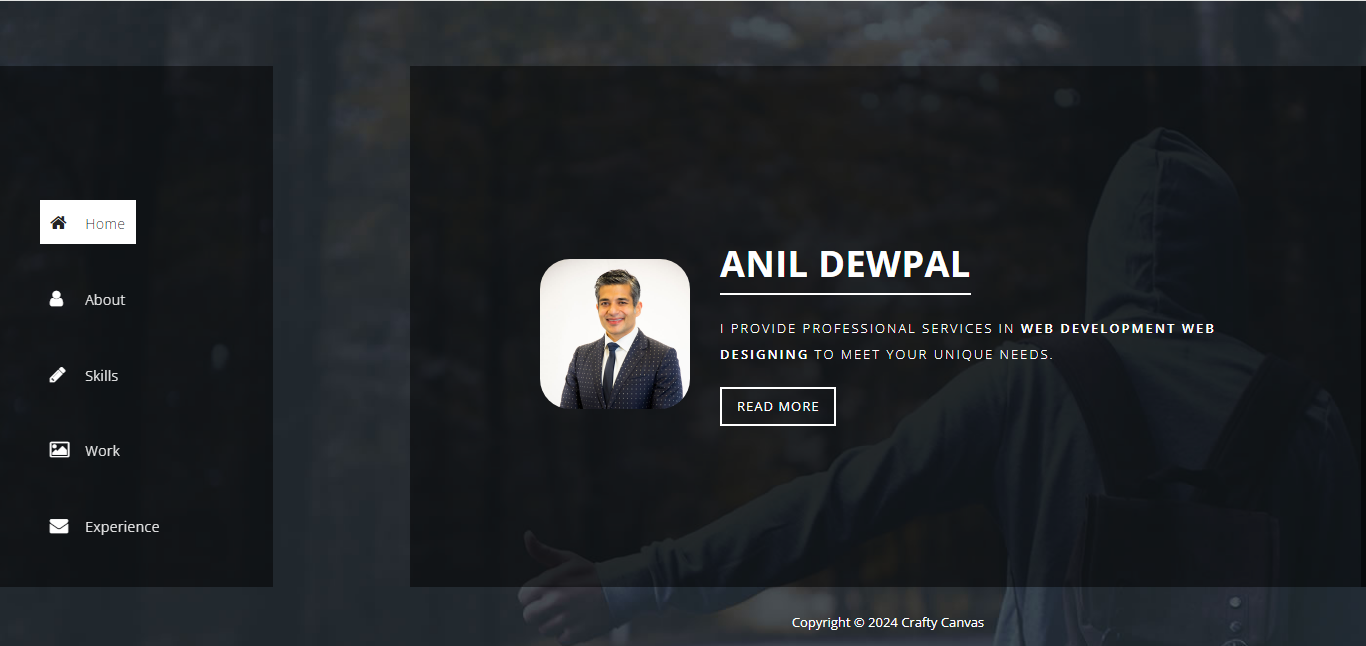 Home
About
Skills
Work
Experience
ANIL DEWPAL
I PROVIDE PROFESSIONAL SERVICES IN WEB DEVELOPMENT WEB
DESIGNING TO MEET YOUR UNIQUE NEEDS.
READ MORE
Copyright © 2024 Crafty Canvas